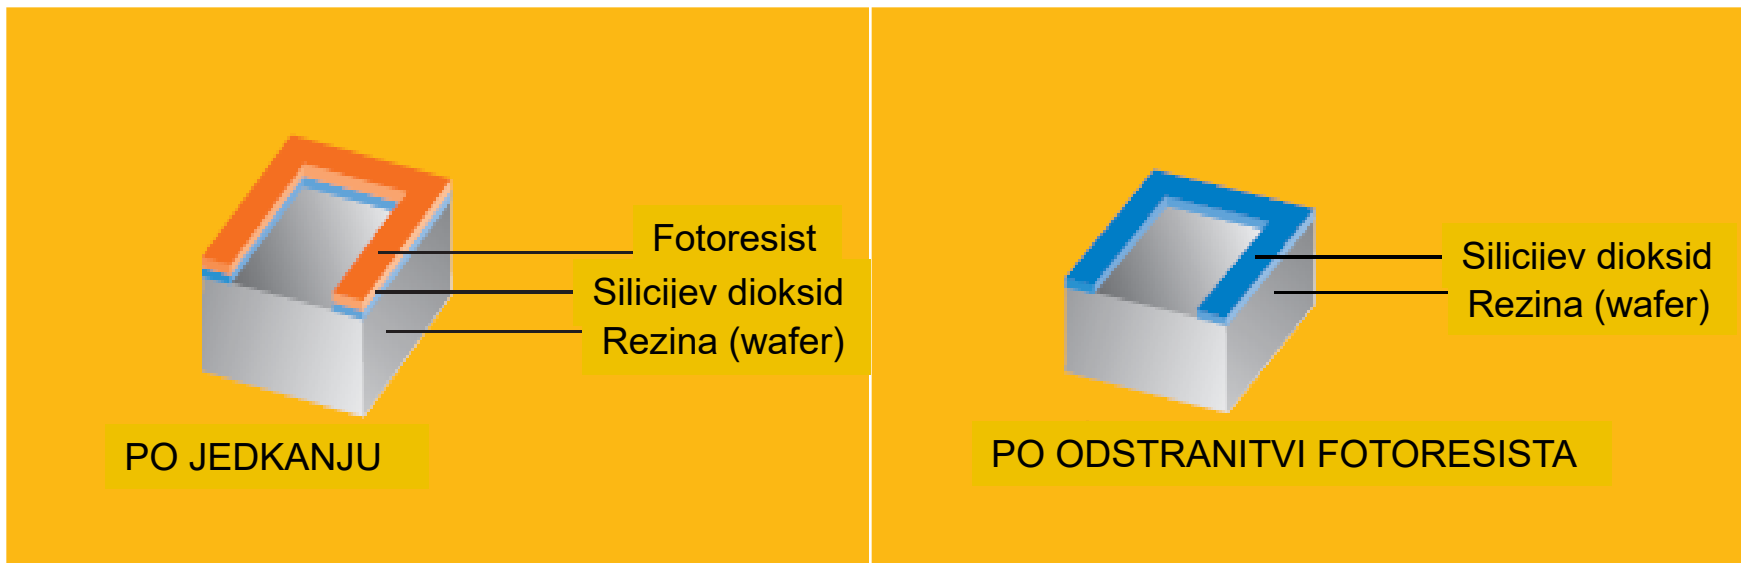 Fotoresist
Silicijev dioksid
Rezina (wafer)
PO JEDKANJU
Silicijev dioksid
Rezina (wafer)
PO ODSTRANITVI FOTORESISTA